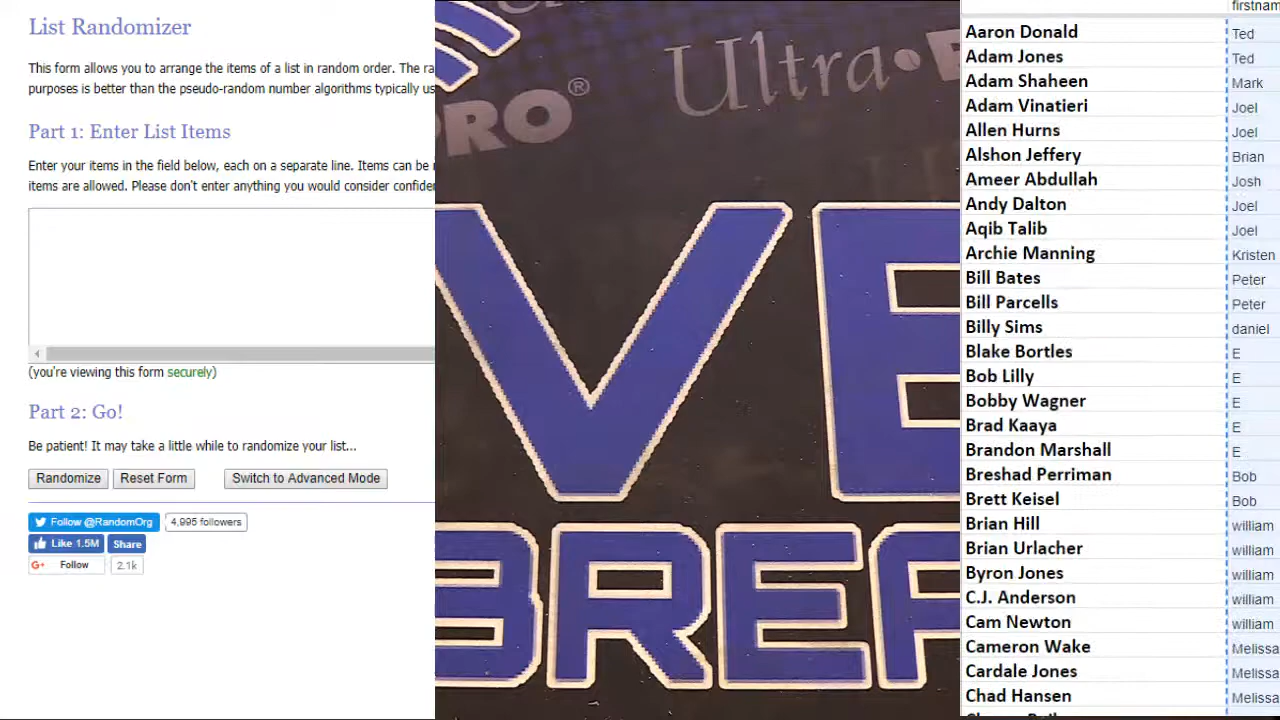 List Randomizer
This form allows you to arrange the items of a list in random order. The ra
purposes is better than the pseudo-random number algorithms typically us
Part 1: Enter List Items
Enter your items in the field below, each on a separate line. Items can be
items are allowed. Please don't enter anything you would consider confider
(you're viewing this form securely)
Part 2: Go!
Be patient! It may take a little while to randomize your list...
Randomize Reset Form Switch to Advanced Mode
Follow @RandomOrg 4,995 followers
Like 1.5M Share
G+ Follow 2.1k
PRO®
Ultra•P
VE
BREA
firstnam
Aaron Donald Ted
Adam Jones Ted
Adam Shaheen Mark
Adam Vinatieri Joel
Allen Hurns Joel
Alshon Jeffery Brian
Ameer Abdullah Josh
Andy Dalton Joel
Aqib Talib Joel
Archie Manning Kristen
Bill Bates Peter
Bill Parcells Peter
Billy Sims daniel
Blake Bortles E
Bob Lilly E
Bobby Wagner E
Brad Kaaya E
Brandon Marshall E
Breshad Perriman Bob
Brett Keisel Bob
Brian Hill william
Brian Urlacher william
Byron Jones william
C.J. Anderson william
Cam Newton william
Cameron Wake Melissa
Cardale Jones Melissa
Chad Hansen Melissa